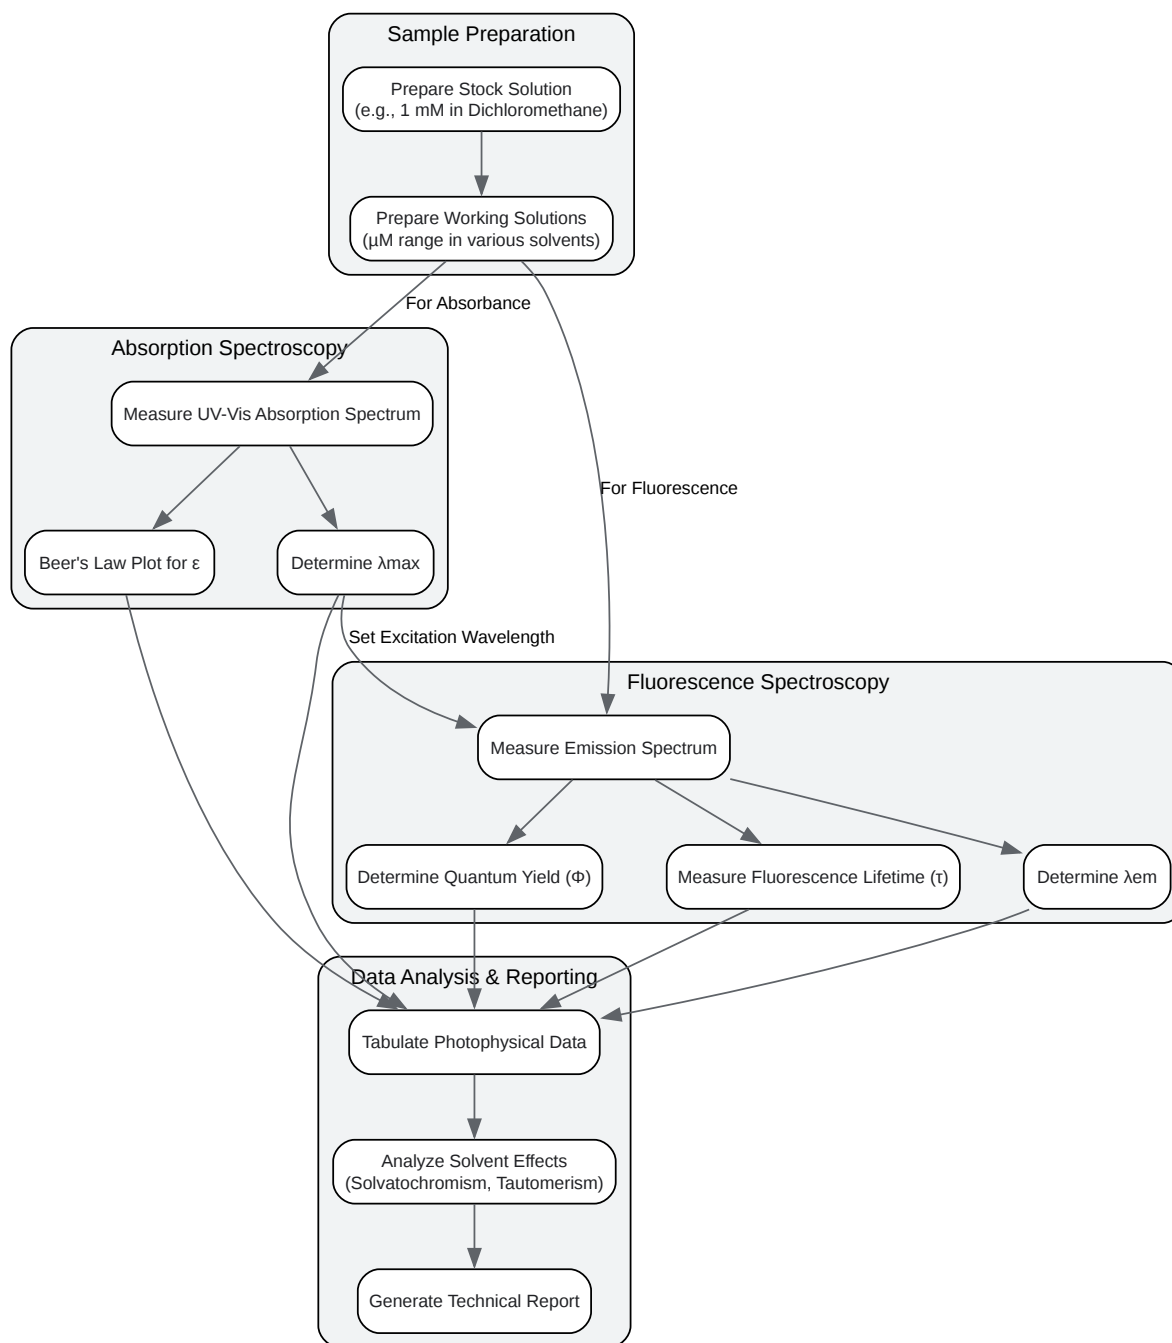 Sample Preparation
Prepare Stock Solution
(e.g., 1 mM in Dichloromethane)
Prepare Working Solutions
(µM range in various solvents)
For Absorbance
Absorption Spectroscopy
Measure UV-Vis Absorption Spectrum
For Fluorescence
Beer's Law Plot for ε
Determine λmax
Set Excitation Wavelength
Fluorescence Spectroscopy
Measure Emission Spectrum
Determine Quantum Yield (Φ)
Measure Fluorescence Lifetime (τ)
Determine λem
Data Analysis & Reporting
Tabulate Photophysical Data
Analyze Solvent Effects
(Solvatochromism, Tautomerism)
Generate Technical Report